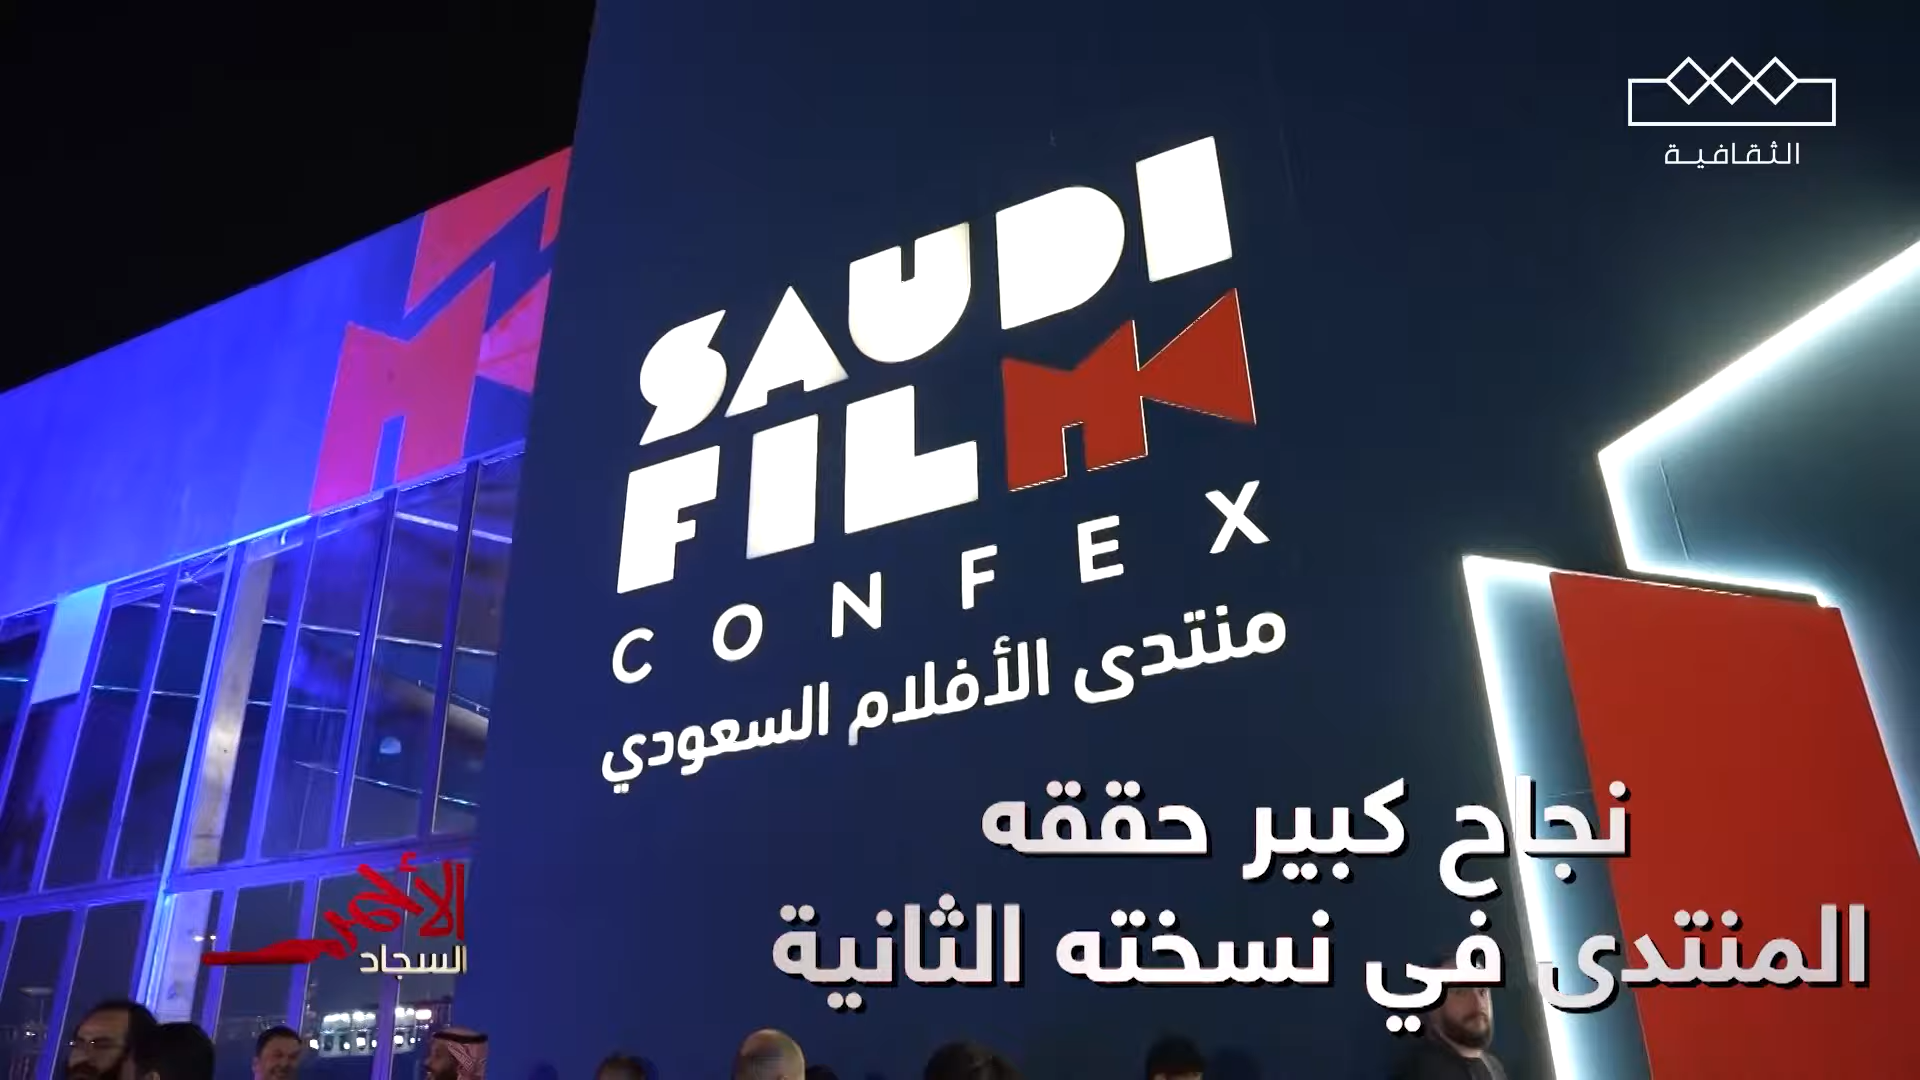 الثقافية
SAUDI
FILM
CONFEX
منتدى الأفلام السعودي
نجاح كبير حققه
المنتدى في نسخته الثانية
الأحمر
السجاد